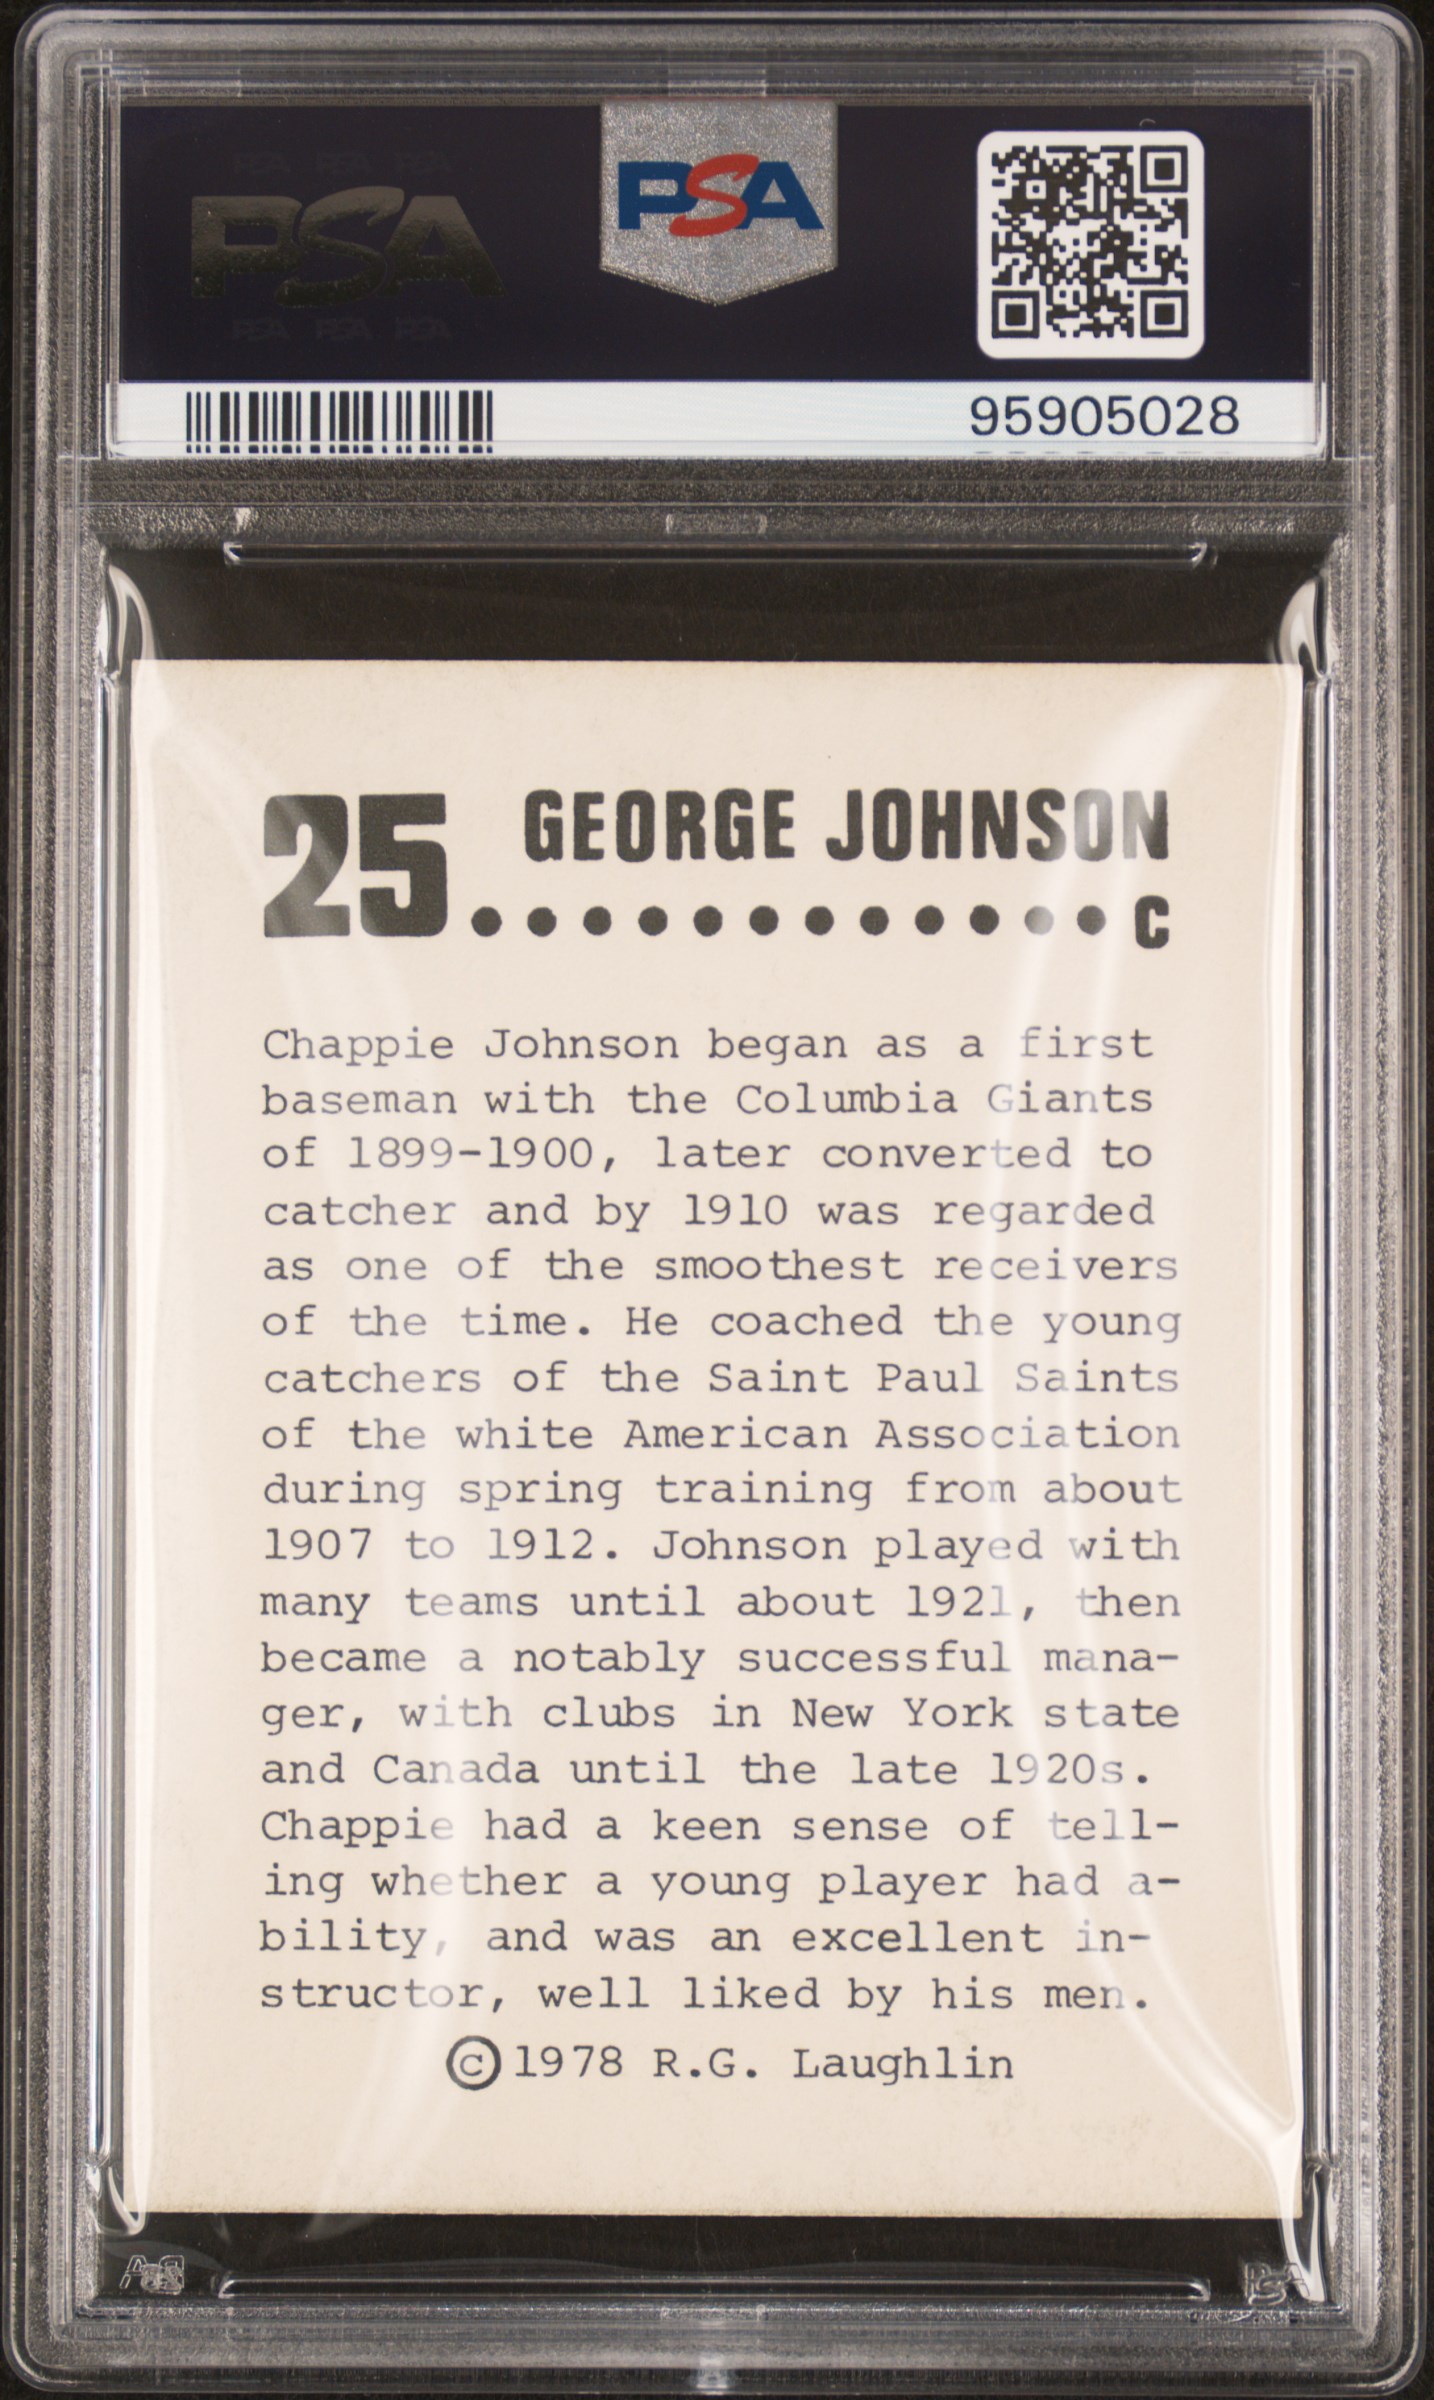 PSA
PSA
95905028
25 GEORGE JOHNSON
.............. C
Chappie Johnson began as a first
baseman with the Columbia Giants
of 1899-1900, later converted to
catcher and by 1910 was regarded
as one of the smoothest receivers
of the time. He coached the young
catchers of the Saint Paul Saints
of the white American Association
during spring training from about
1907 to 1912. Johnson played with
many teams until about 1921, then
became a notably successful mana-
ger, with clubs in New York state
and Canada until the late 1920s.
Chappie had a keen sense of tell-
ing whether a young player had a-
bility, and was an excellent in-
structor, well liked by his men.
©1978 R.G. Laughlin
PSA